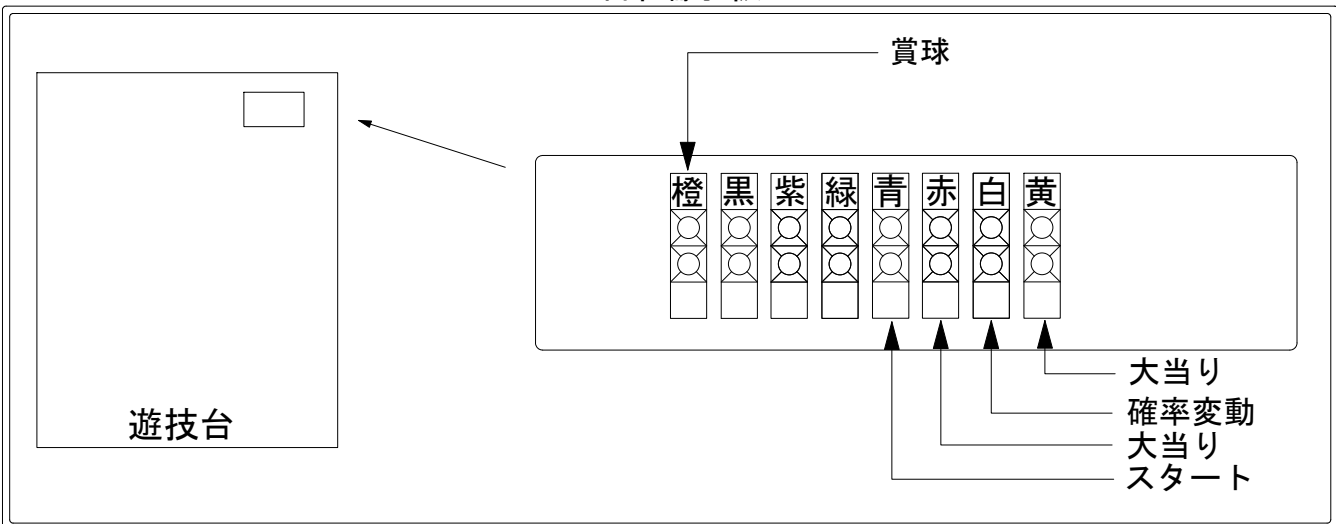 賞球
橙 黒 紫 緑 青 赤 白 黄
大当り
確率変動
大当り
スタート
遊技台